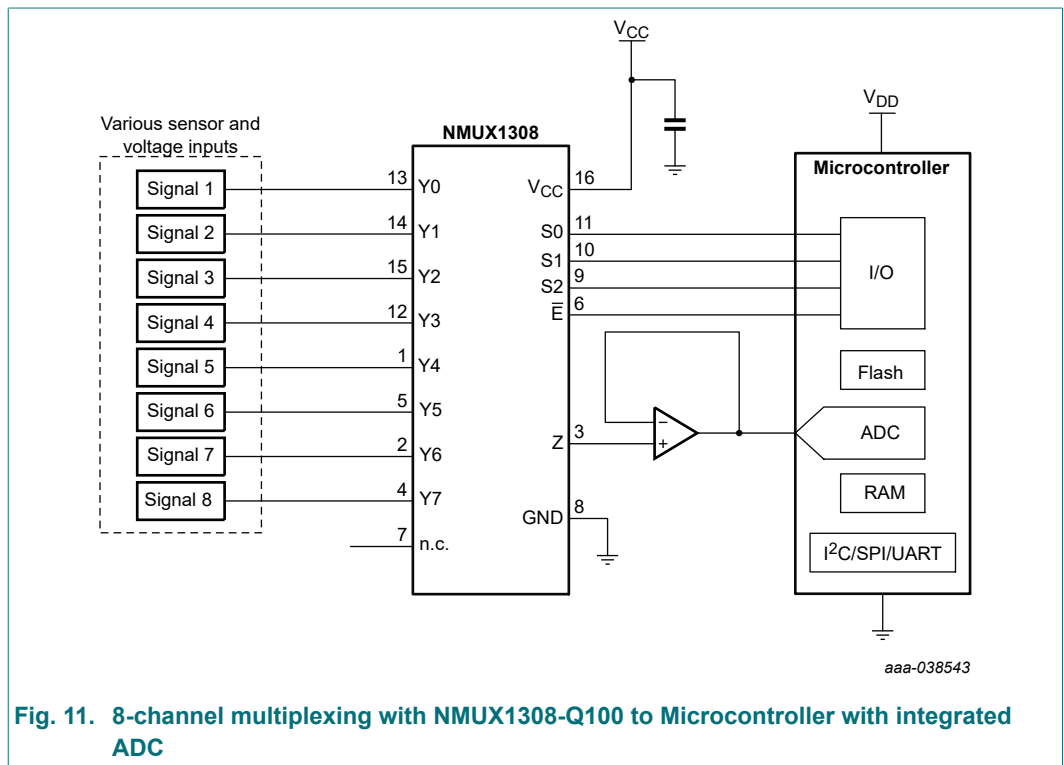 V_CC
V_DD
Various sensor and
voltage inputs
NMUX1308
Microcontroller
Signal 1
13
Y0
V_CC
16
Signal 2
14
Y1
S0
11
S1
10
Signal 3
15
Y2
S2
9
I/O
Signal 4
12
Y3
E̅
6
Signal 5
1
Y4
Flash
Signal 6
5
Y5
−
+
ADC
Signal 7
2
Y6
Z
3
Signal 8
4
Y7
RAM
GND
8
7
n.c.
I²C/SPI/UART
aaa-038543
Fig. 11. 8-channel multiplexing with NMUX1308-Q100 to Microcontroller with integrated
ADC